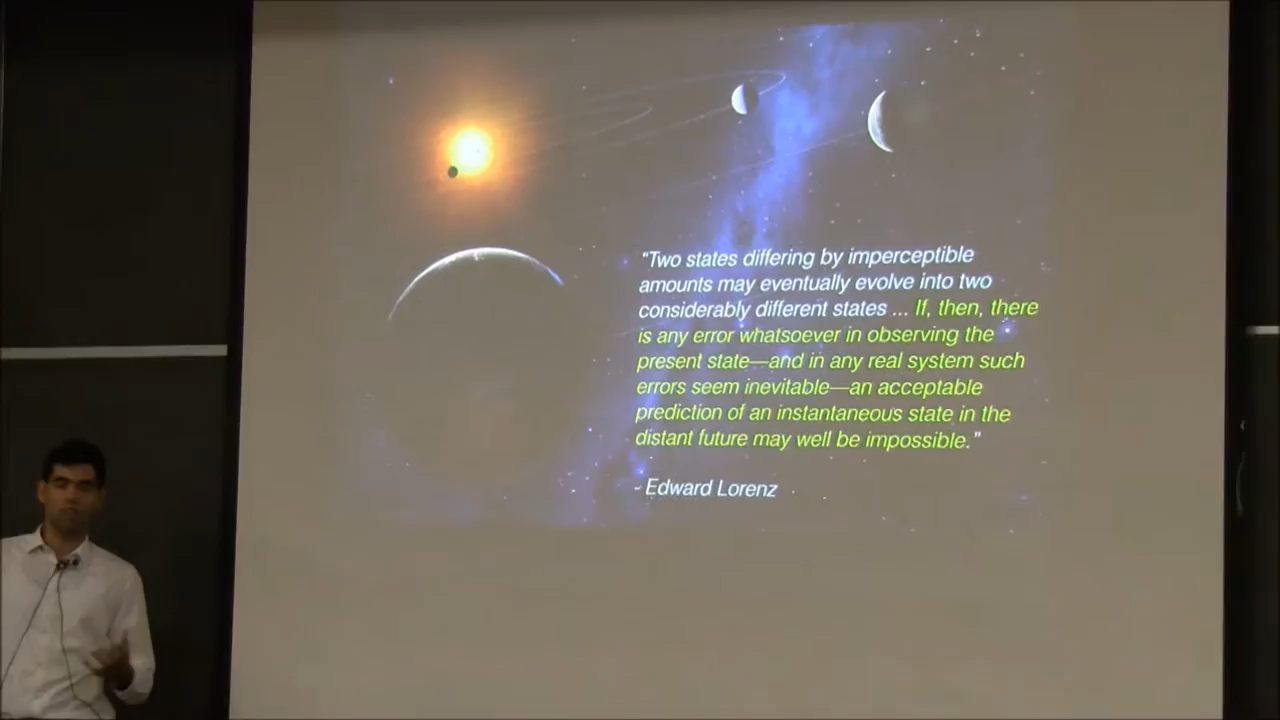 "Two states differing by imperceptible
amounts may eventually evolve into two
considerably different states ... If, then, there
is any error whatsoever in observing the
present state—and in any real system such
errors seem inevitable—an acceptable
prediction of an instantaneous state in the
distant future may well be impossible."
- Edward Lorenz